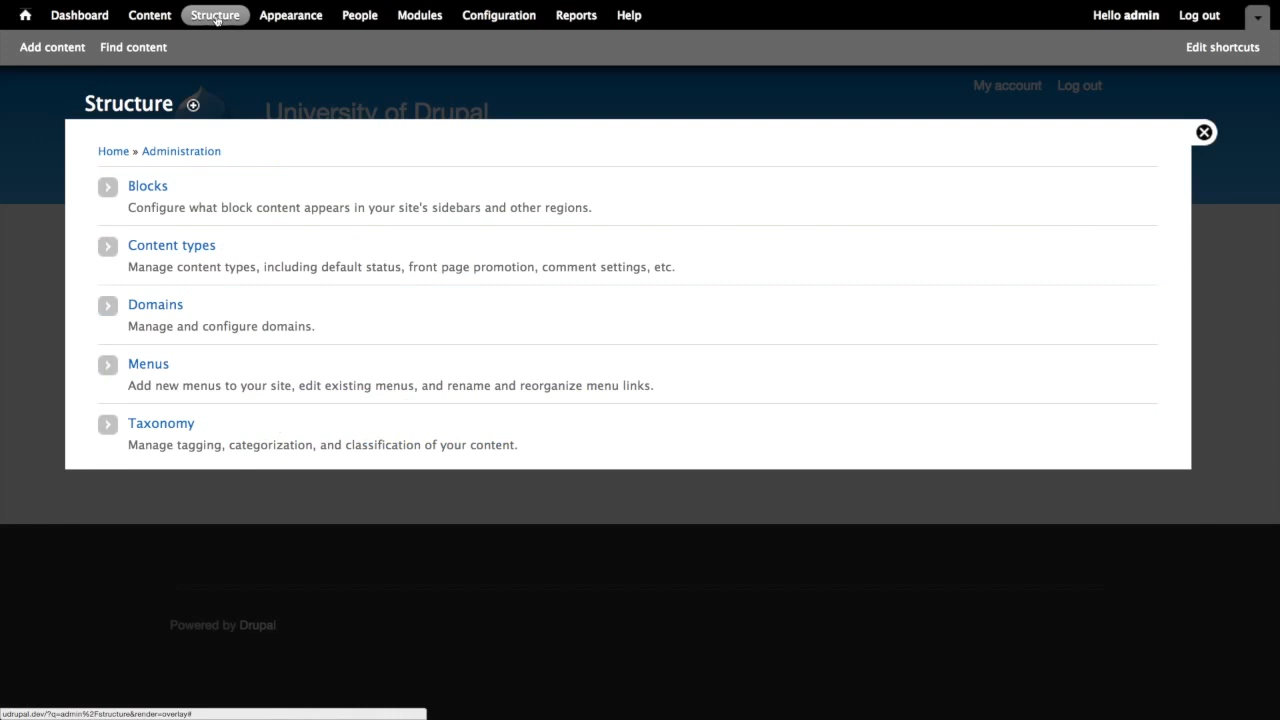 Dashboard Content Structure Appearance People Modules Configuration Reports Help Hello admin Log out
Add content Find content Edit shortcuts
My account Log out
Structure
University of Drupal
Home » Administration
Blocks
Configure what block content appears in your site's sidebars and other regions.
Content types
Manage content types, including default status, front page promotion, comment settings, etc.
Domains
Manage and configure domains.
Menus
Add new menus to your site, edit existing menus, and rename and reorganize menu links.
Taxonomy
Manage tagging, categorization, and classification of your content.
Powered by Drupal
udrupal.dev/?q=admin%2Fstructure&render=overlay#